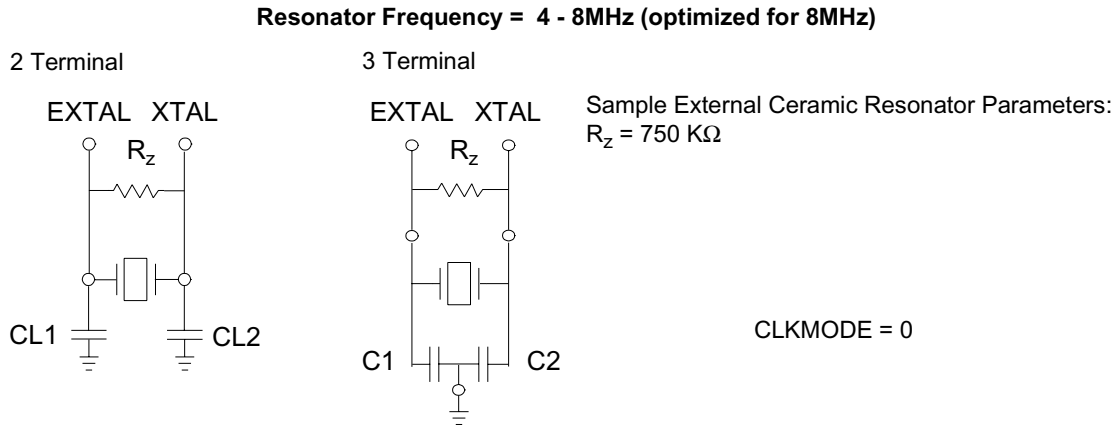 Resonator Frequency = 4 - 8MHz (optimized for 8MHz)
2 Terminal
3 Terminal
EXTAL XTAL
Rz
CL1
CL2
EXTAL XTAL
Rz
C1
C2
Sample External Ceramic Resonator Parameters:
Rz = 750 KΩ
CLKMODE = 0